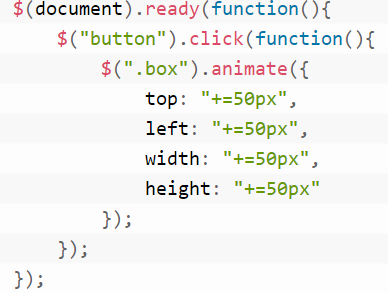 $(document).ready(function(){
    $("button").click(function(){
        $(".box").animate({
            top: "+=50px",
            left: "+=50px",
            width: "+=50px",
            height: "+=50px"
        });
    });
});